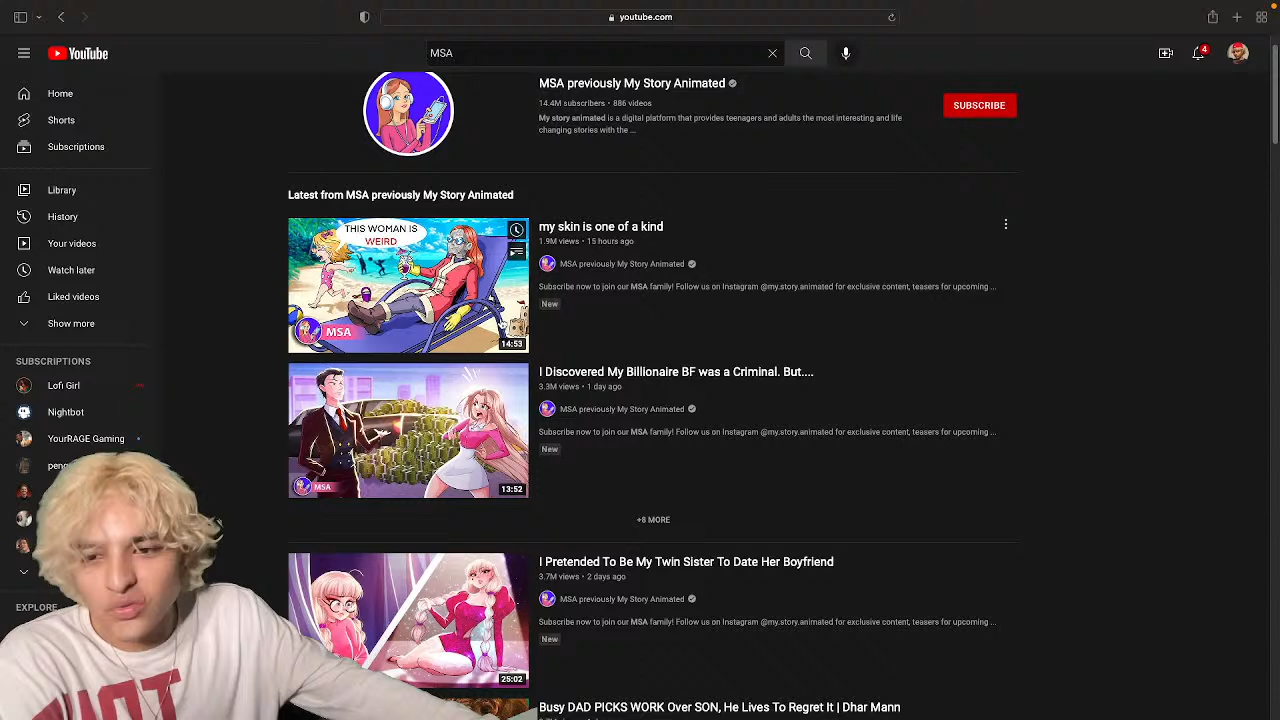 youtube.com
YouTube
MSA
4
Home
Shorts
Subscriptions
Library
History
Your videos
Watch later
Liked videos
Show more
SUBSCRIPTIONS
Lofi Girl
Nightbot
YourRAGE Gaming
EXPLORE
MSA previously My Story Animated
14.4M subscribers • 886 videos
My story animated is a digital platform that provides teenagers and adults the most interesting and life
changing stories with the ...
SUBSCRIBE
Latest from MSA previously My Story Animated
THIS WOMAN IS
WEIRD
MSA
14:53
my skin is one of a kind
1.9M views • 15 hours ago
MSA previously My Story Animated
Subscribe now to join our MSA family! Follow us on Instagram @my.story.animated for exclusive content, teasers for upcoming ...
New
MSA
13:52
I Discovered My Billionaire BF was a Criminal. But....
3.3M views • 1 day ago
MSA previously My Story Animated
Subscribe now to join our MSA family! Follow us on Instagram @my.story.animated for exclusive content, teasers for upcoming ...
New
+8 MORE
25:02
I Pretended To Be My Twin Sister To Date Her Boyfriend
3.7M views • 2 days ago
MSA previously My Story Animated
Subscribe now to join our MSA family! Follow us on Instagram @my.story.animated for exclusive content, teasers for upcoming ...
New
Busy DAD PICKS WORK Over SON, He Lives To Regret It | Dhar Mann